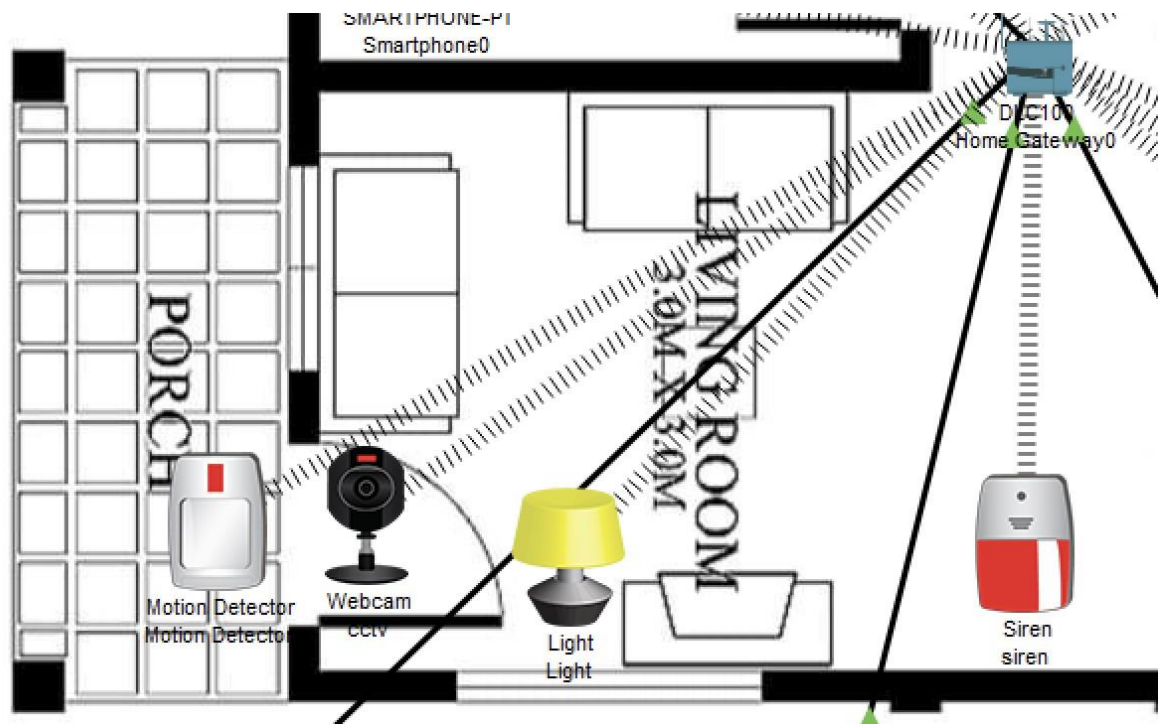 SMARTPHONE-PT
Smartphone0
DLC100
Home Gateway0
PORCH
LIVING ROOM
3.0M X 3.0M
Motion Detector
Motion Detector
Webcam
cctv
Light
Light
Siren
siren